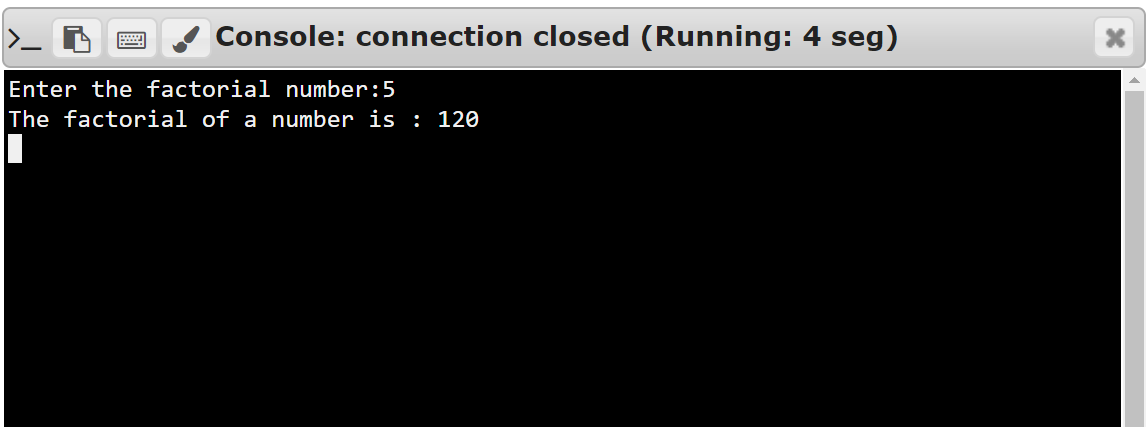 >_ Console: connection closed (Running: 4 seg)
Enter the factorial number:5
The factorial of a number is : 120